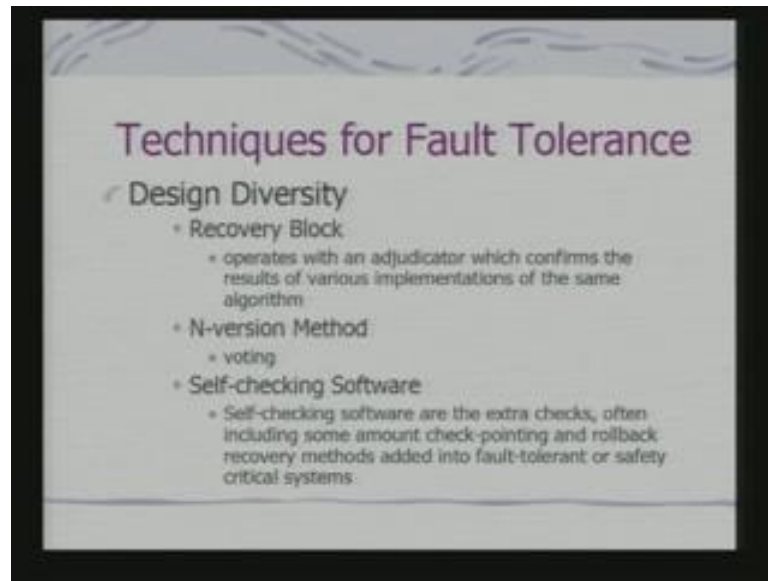 Techniques for Fault Tolerance
Design Diversity
Recovery Block
operates with an adjudicator which confirms the
results of various implementations of the same
algorithm
N-version Method
voting
Self-checking Software
Self-checking software are the extra checks, often
including some amount check-pointing and rollback
recovery methods added into fault-tolerant or safety
critical systems